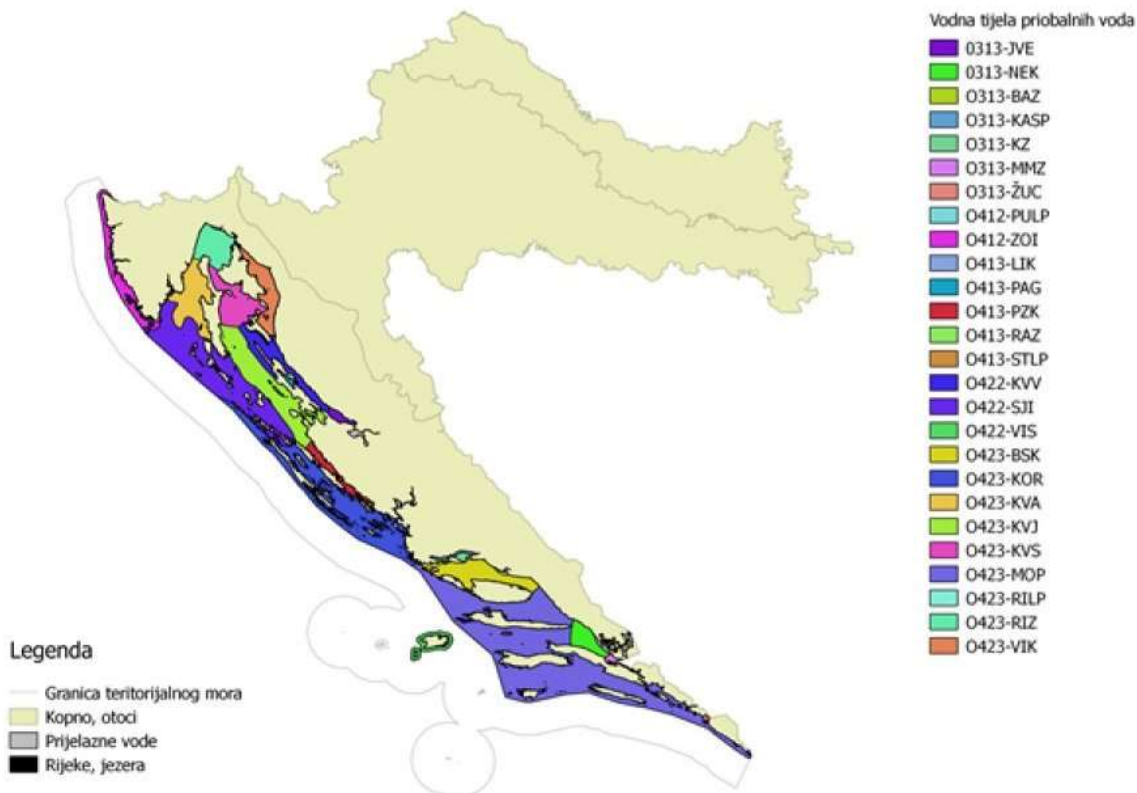 Vodna tijela priobalnih voda
0313-JVE
0313-NEK
O313-BAZ
O313-KASP
O313-KZ
O313-MMZ
O313-ŽUC
O412-PULP
O412-ZOI
O413-LIK
O413-PAG
O413-PZK
O413-RAZ
O413-STLP
O422-KVV
O422-SJI
O422-VIS
O423-BSK
O423-KOR
O423-KVA
O423-KVJ
O423-KVS
O423-MOP
O423-RILP
O423-RIZ
O423-VIK
Legenda
Granica teritorijalnog mora
Kopno, otoci
Prijelazne vode
Rijeke, jezera